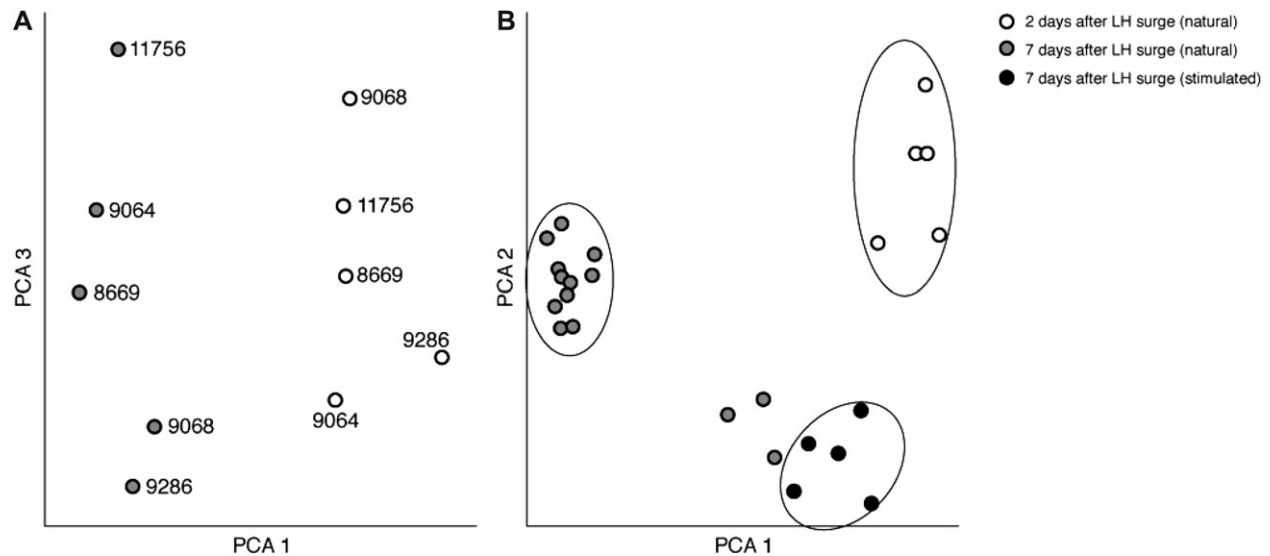 A
11756
9068
9064
11756
8669
8669
9286
9064
9068
9286
PCA 3
PCA 1
B
PCA 2
PCA 1
2 days after LH surge (natural)
7 days after LH surge (natural)
7 days after LH surge (stimulated)